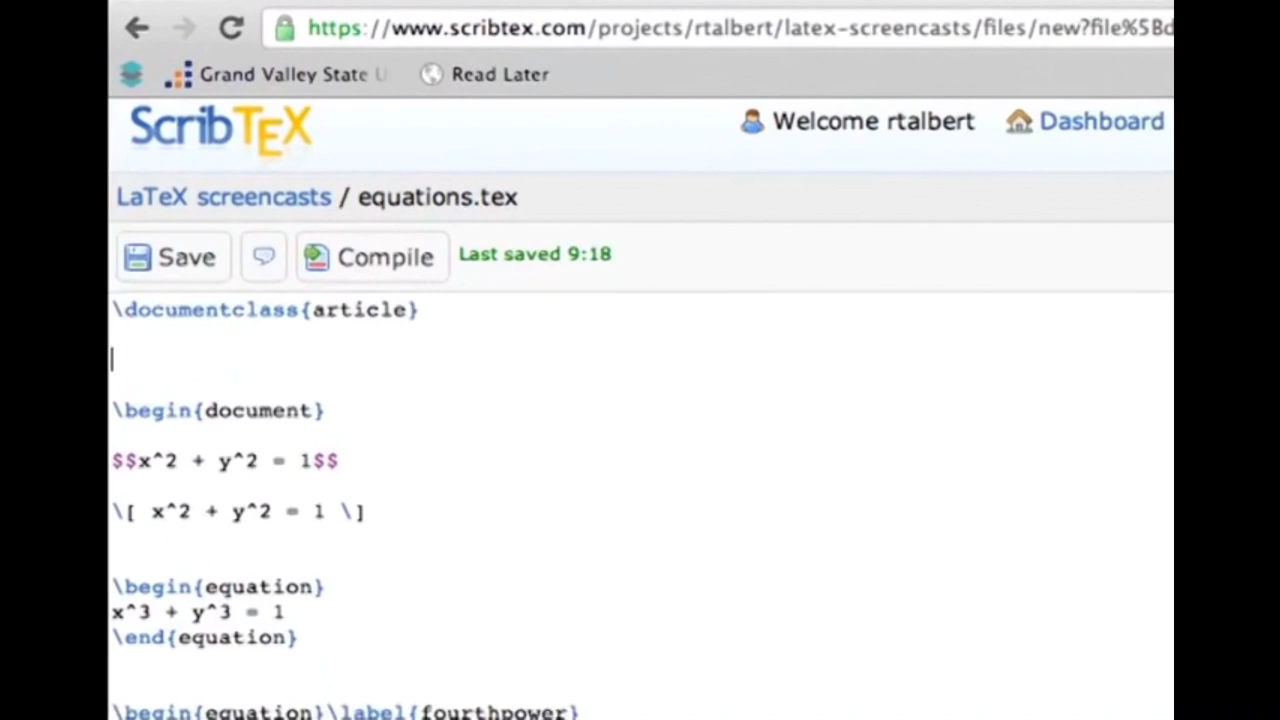 https://www.scribtex.com/projects/rtalbert/latex-screencasts/files/new?file%5Bd
Grand Valley State U
Read Later
ScribTEX
Welcome rtalbert
Dashboard
LaTeX screencasts / equations.tex
Save
Compile
Last saved 9:18
\documentclass{article}
\begin{document}
$$x^2 + y^2 = 1$$
\[ x^2 + y^2 = 1 \]
\begin{equation}
x^3 + y^3 = 1
\end{equation}
\begin{equation}\label{fourthpower}